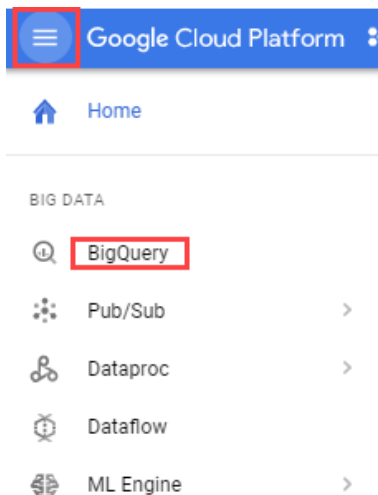 Google Cloud Platform
Home
BIG DATA
BigQuery
Pub/Sub
Dataproc
Dataflow
ML Engine